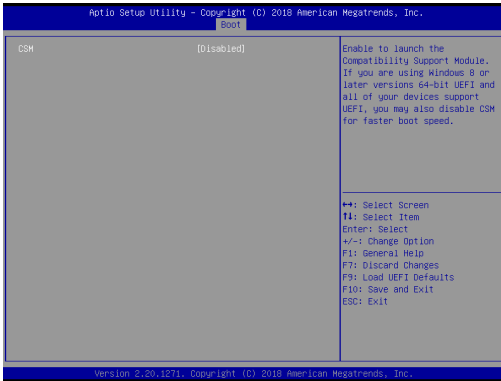 Aptio Setup Utility – Copyright (C) 2018 American Megatrends, Inc.
Boot
CSM [Disabled]
Enable to launch the
Compatibility Support Module.
If you are using Windows 8 or
later versions 64-bit UEFI and
all of your devices support
UEFI, you may also disable CSM
for faster boot speed.
↔: Select Screen
↑↓: Select Item
Enter: Select
+/-: Change Option
F1: General Help
F7: Discard Changes
F9: Load UEFI Defaults
F10: Save and Exit
ESC: Exit
Version 2.20.1271. Copyright (C) 2018 American Megatrends, Inc.